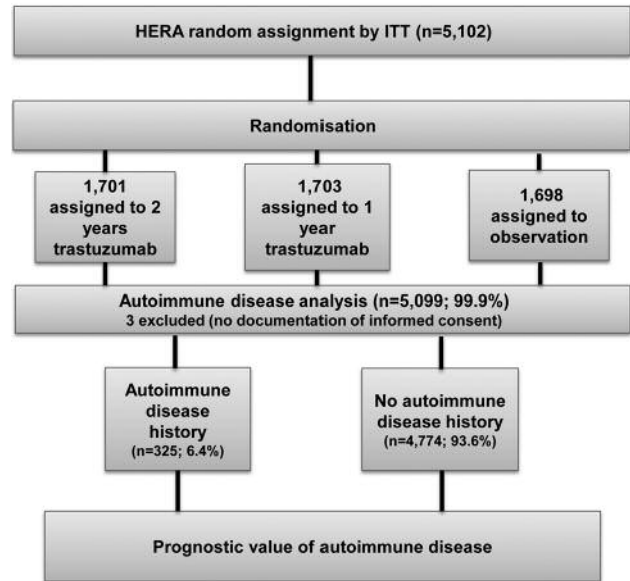 HERA random assignment by ITT (n=5,102)
Randomisation
1,701
assigned to 2
years
trastuzumab
1,703
assigned to 1
year
trastuzumab
1,698
assigned to
observation
Autoimmune disease analysis (n=5,099; 99.9%)
3 excluded (no documentation of informed consent)
Autoimmune
disease
history
(n=325; 6.4%)
No autoimmune
disease history
(n=4,774; 93.6%)
Prognostic value of autoimmune disease